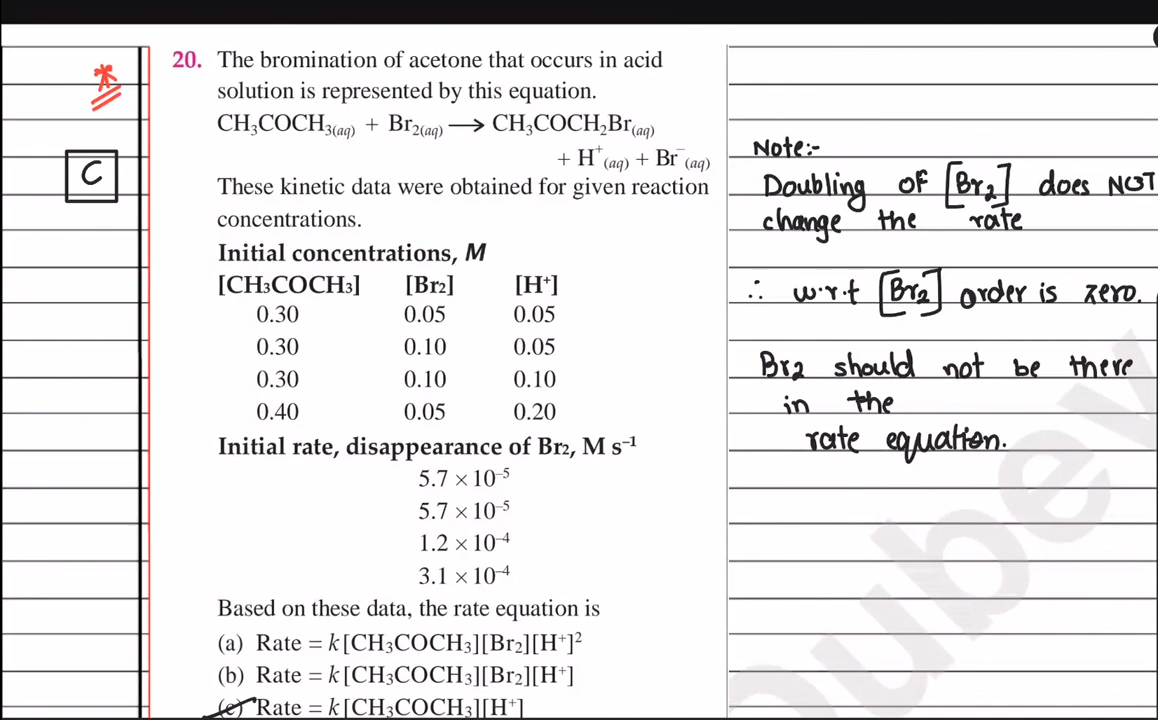 20. The bromination of acetone that occurs in acid
solution is represented by this equation.
CH₃COCH₃(aq) + Br₂(aq) ⟶ CH₃COCH₂Br(aq)
+ H⁺(aq) + Br⁻(aq)
These kinetic data were obtained for given reaction
concentrations.
Initial concentrations, M
[CH₃COCH₃] [Br₂] [H⁺]
0.30 0.05 0.05
0.30 0.10 0.05
0.30 0.10 0.10
0.40 0.05 0.20
Initial rate, disappearance of Br₂, M s⁻¹
5.7 × 10⁻⁵
5.7 × 10⁻⁵
1.2 × 10⁻⁴
3.1 × 10⁻⁴
Based on these data, the rate equation is
(a) Rate = k[CH₃COCH₃][Br₂][H⁺]²
(b) Rate = k[CH₃COCH₃][Br₂][H⁺]
(c) Rate = k[CH₃COCH₃][H⁺]
C
Note:-
Doubling of [Br₂] does NOT
change the rate
∴ w.r.t [Br₂] order is zero.
Br₂ should not be there
in the
rate equation.